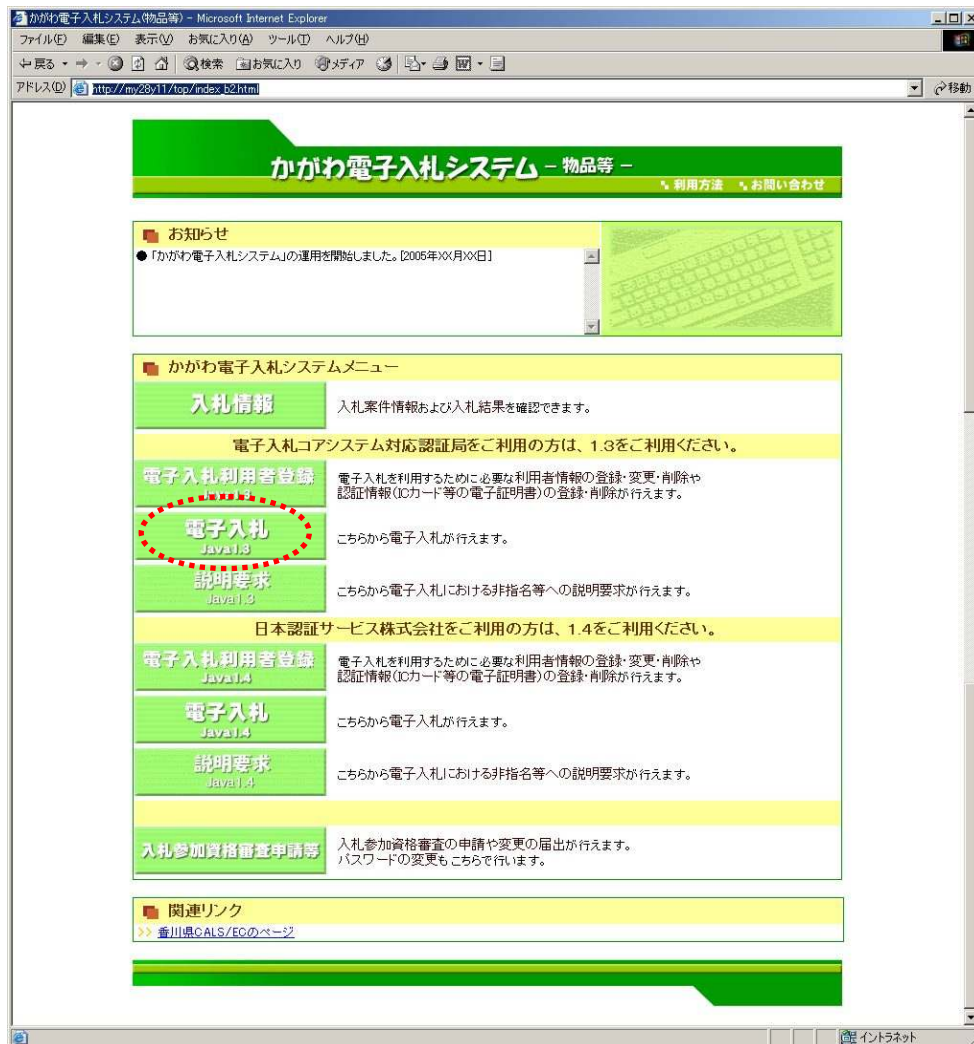 かがわ電子入札システム(物品等) - Microsoft Internet Explorer
ファイル(F) 編集(E) 表示(V) お気に入り(A) ツール(T) ヘルプ(H)
戻る 検索 お気に入り メディア
アドレス(D) http://my28y11/top/index_b2.html 移動
かがわ電子入札システム - 物品等 -
利用方法 お問い合わせ
お知らせ
●「かがわ電子入札システム」の運用を開始しました。[2005年XX月XX日]
かがわ電子入札システムメニュー
入札情報 入札案件情報および入札結果を確認できます。
電子入札コアシステム対応認証局をご利用の方は、1.3をご利用ください。
電子入札利用者登録 電子入札を利用するために必要な利用者情報の登録・変更・削除や
Java1.3 認証情報(ICカード等の電子証明書)の登録・削除が行えます。
電子入札
Java1.3
こちらから電子入札が行えます。
説明要求
Java1.3
こちらから電子入札における非指名等への説明要求が行えます。
日本認証サービス株式会社をご利用の方は、1.4をご利用ください。
電子入札利用者登録 電子入札を利用するために必要な利用者情報の登録・変更・削除や
Java1.4 認証情報(ICカード等の電子証明書)の登録・削除が行えます。
電子入札
Java1.4
こちらから電子入札が行えます。
説明要求
Java1.4
こちらから電子入札における非指名等への説明要求が行えます。
入札参加資格審査申請等 入札参加資格審査の申請や変更の届出が行えます。
パスワードの変更もこちらで行います。
関連リンク
>> 香川県CALS/ECのページ
イントラネット